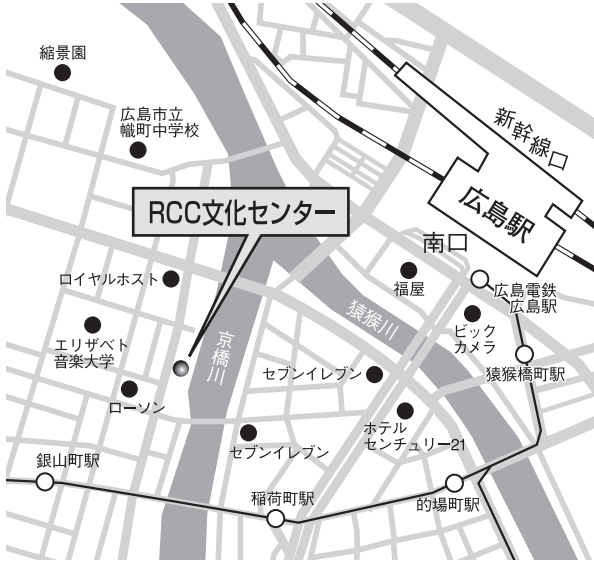 縮景園
広島市立
幟町中学校
新幹線口
RCC文化センター
広島駅
南口
ロイヤルホスト
福屋
広島電鉄
広島駅
猿猴川
ビック
カメラ
エリザベト
音楽大学
京橋川
セブンイレブン
猿猴橋町駅
ローソン
ホテル
センチュリー21
セブンイレブン
銀山町駅
稲荷町駅
的場町駅